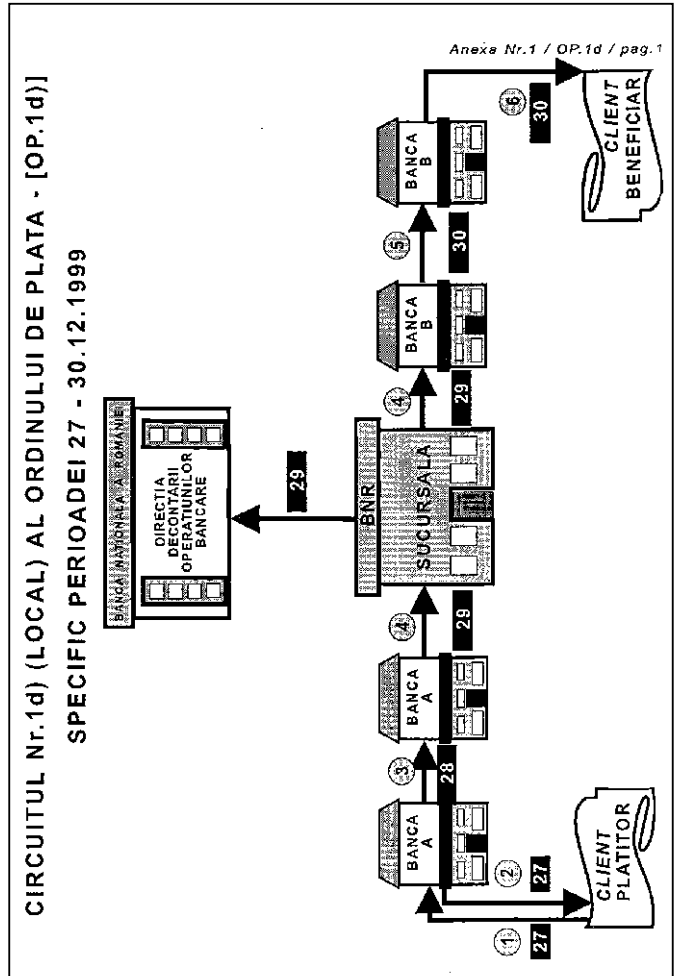 Anexa Nr.1 / OP.1d / pag.1
CIRCUITUL Nr.1d) (LOCAL) AL ORDINULUI DE PLATA - [OP.1d)]
SPECIFIC PERIOADEI 27 - 30.12.1999
BANCA NATIONALA A ROMANIEI
DIRECTIA
DECONTARII
OPERATIUNILOR
BANCARE
29
BNR
SUCURSALA
BANCA
A
3
28
BANCA
A
4
29
4
29
BANCA
B
5
30
BANCA
B
1
27
2
27
CLIENT
PLATITOR
6
30
CLIENT
BENEFICIAR